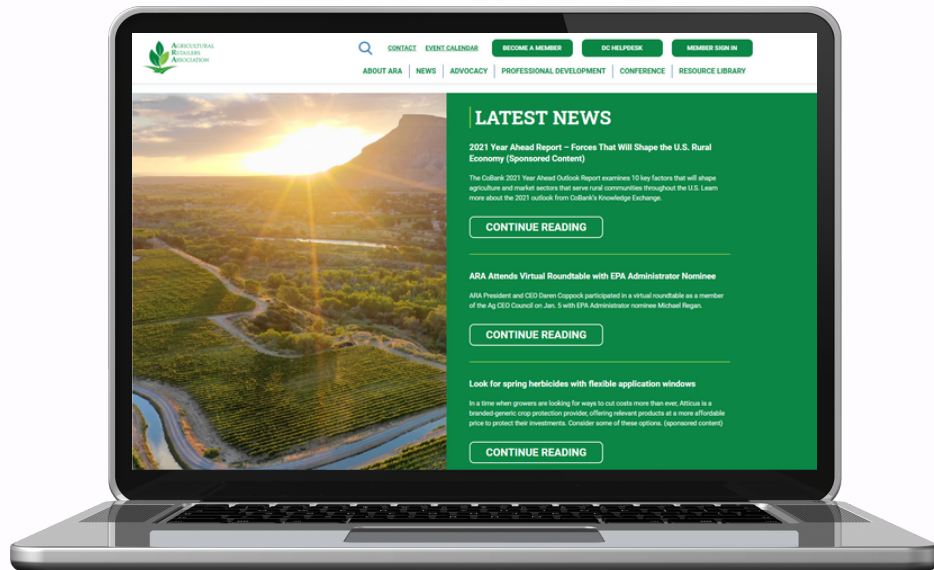 AGRICULTURAL
RETAILERS
ASSOCIATION
CONTACT EVENT CALENDAR BECOME A MEMBER DC HELPDESK MEMBER SIGN IN
ABOUT ARA NEWS ADVOCACY PROFESSIONAL DEVELOPMENT CONFERENCE RESOURCE LIBRARY
LATEST NEWS
2021 Year Ahead Report – Forces That Will Shape the U.S. Rural
Economy (Sponsored Content)
The CoBank 2021 Year Ahead Outlook Report examines 10 key factors that will shape
agriculture and market sectors that serve rural communities throughout the U.S. Learn
more about the 2021 outlook from CoBank's Knowledge Exchange.
CONTINUE READING
ARA Attends Virtual Roundtable with EPA Administrator Nominee
ARA President and CEO Daren Coppock participated in a virtual roundtable as a member
of the Ag CEO Council on Jan. 5 with EPA Administrator nominee Michael Regan.
CONTINUE READING
Look for spring herbicides with flexible application windows
In a time when growers are looking for ways to cut costs more than ever, Atticus is a
branded-generic crop protection provider, offering relevant products at a more affordable
price to protect their investments. Consider some of these options. (sponsored content)
CONTINUE READING